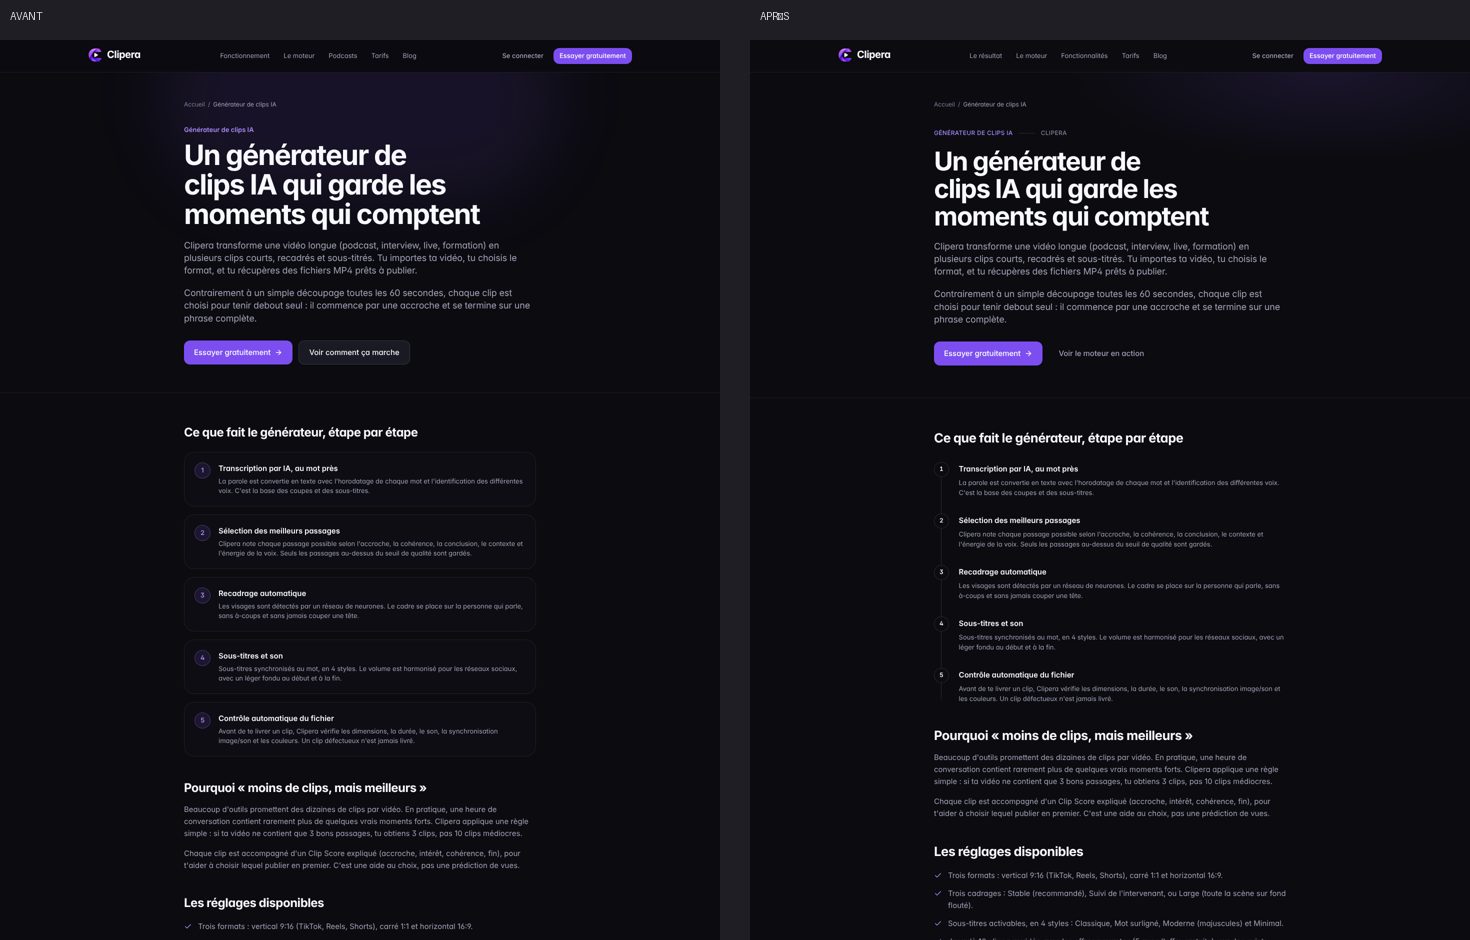 AVANT
Clipera
Fonctionnement
Le moteur
Podcasts
Tarifs
Blog
Se connecter
Essayer gratuitement
Accueil / Générateur de clips IA
Générateur de clips IA
Un générateur de
clips IA qui garde les
moments qui comptent
Clipera transforme une vidéo longue (podcast, interview, live, formation) en
plusieurs clips courts, recadrés et sous-titrés. Tu importes ta vidéo, tu choisis le
format, et tu récupères des fichiers MP4 prêts à publier.
Contrairement à un simple découpage toutes les 60 secondes, chaque clip est
choisi pour tenir debout seul : il commence par une accroche et se termine sur une
phrase complète.
Essayer gratuitement →
Voir comment ça marche
Ce que fait le générateur, étape par étape
1
Transcription par IA, au mot près
La parole est convertie en texte avec l'horodatage de chaque mot et l'identification des différentes
voix. C'est la base des coupes et des sous-titres.
2
Sélection des meilleurs passages
Clipera note chaque passage possible selon l'accroche, la cohérence, la conclusion, le contexte et
l'énergie de la voix. Seuls les passages au-dessus du seuil de qualité sont gardés.
3
Recadrage automatique
Les visages sont détectés par un réseau de neurones. Le cadre se place sur la personne qui parle,
sans à-coups et sans jamais couper une tête.
4
Sous-titres et son
Sous-titres synchronisés au mot, en 4 styles. Le volume est harmonisé pour les réseaux sociaux,
avec un léger fondu au début et à la fin.
5
Contrôle automatique du fichier
Avant de te livrer un clip, Clipera vérifie les dimensions, la durée, le son, la synchronisation
image/son et les couleurs. Un clip défectueux n'est jamais livré.
Pourquoi « moins de clips, mais meilleurs »
Beaucoup d'outils promettent des dizaines de clips par vidéo. En pratique, une heure de
conversation contient rarement plus de quelques vrais moments forts. Clipera applique une règle
simple : si ta vidéo ne contient que 3 bons passages, tu obtiens 3 clips, pas 10 clips médiocres.
Chaque clip est accompagné d'un Clip Score expliqué (accroche, intérêt, cohérence, fin), pour
t'aider à choisir lequel publier en premier. C'est une aide au choix, pas une prédiction de vues.
Les réglages disponibles
Trois formats : vertical 9:16 (TikTok, Reels, Shorts), carré 1:1 et horizontal 16:9.
APR☒S
Clipera
Le résultat
Le moteur
Fonctionnalités
Tarifs
Blog
Se connecter
Essayer gratuitement
Accueil / Générateur de clips IA
GÉNÉRATEUR DE CLIPS IA
CLIPERA
Un générateur de
clips IA qui garde les
moments qui comptent
Clipera transforme une vidéo longue (podcast, interview, live, formation) en
plusieurs clips courts, recadrés et sous-titrés. Tu importes ta vidéo, tu choisis le
format, et tu récupères des fichiers MP4 prêts à publier.
Contrairement à un simple découpage toutes les 60 secondes, chaque clip est
choisi pour tenir debout seul : il commence par une accroche et se termine sur une
phrase complète.
Essayer gratuitement →
Voir le moteur en action
Ce que fait le générateur, étape par étape
1
Transcription par IA, au mot près
La parole est convertie en texte avec l'horodatage de chaque mot et l'identification des différentes voix.
C'est la base des coupes et des sous-titres.
2
Sélection des meilleurs passages
Clipera note chaque passage possible selon l'accroche, la cohérence, la conclusion, le contexte et
l'énergie de la voix. Seuls les passages au-dessus du seuil de qualité sont gardés.
3
Recadrage automatique
Les visages sont détectés par un réseau de neurones. Le cadre se place sur la personne qui parle, sans
à-coups et sans jamais couper une tête.
4
Sous-titres et son
Sous-titres synchronisés au mot, en 4 styles. Le volume est harmonisé pour les réseaux sociaux, avec un
léger fondu au début et à la fin.
5
Contrôle automatique du fichier
Avant de te livrer un clip, Clipera vérifie les dimensions, la durée, le son, la synchronisation image/son et
les couleurs. Un clip défectueux n'est jamais livré.
Pourquoi « moins de clips, mais meilleurs »
Beaucoup d'outils promettent des dizaines de clips par vidéo. En pratique, une heure de
conversation contient rarement plus de quelques vrais moments forts. Clipera applique une règle
simple : si ta vidéo ne contient que 3 bons passages, tu obtiens 3 clips, pas 10 clips médiocres.
Chaque clip est accompagné d'un Clip Score expliqué (accroche, intérêt, cohérence, fin), pour
t'aider à choisir lequel publier en premier. C'est une aide au choix, pas une prédiction de vues.
Les réglages disponibles
Trois formats : vertical 9:16 (TikTok, Reels, Shorts), carré 1:1 et horizontal 16:9.
Trois cadrages : Stable (recommandé), Suivi de l'intervenant, ou Large (toute la scène sur fond
flouté).
Sous-titres activables, en 4 styles : Classique, Mot surligné, Moderne (majuscules) et Minimal.